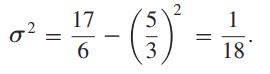 σ² = 17/6 − (5/3)² = 1/18.